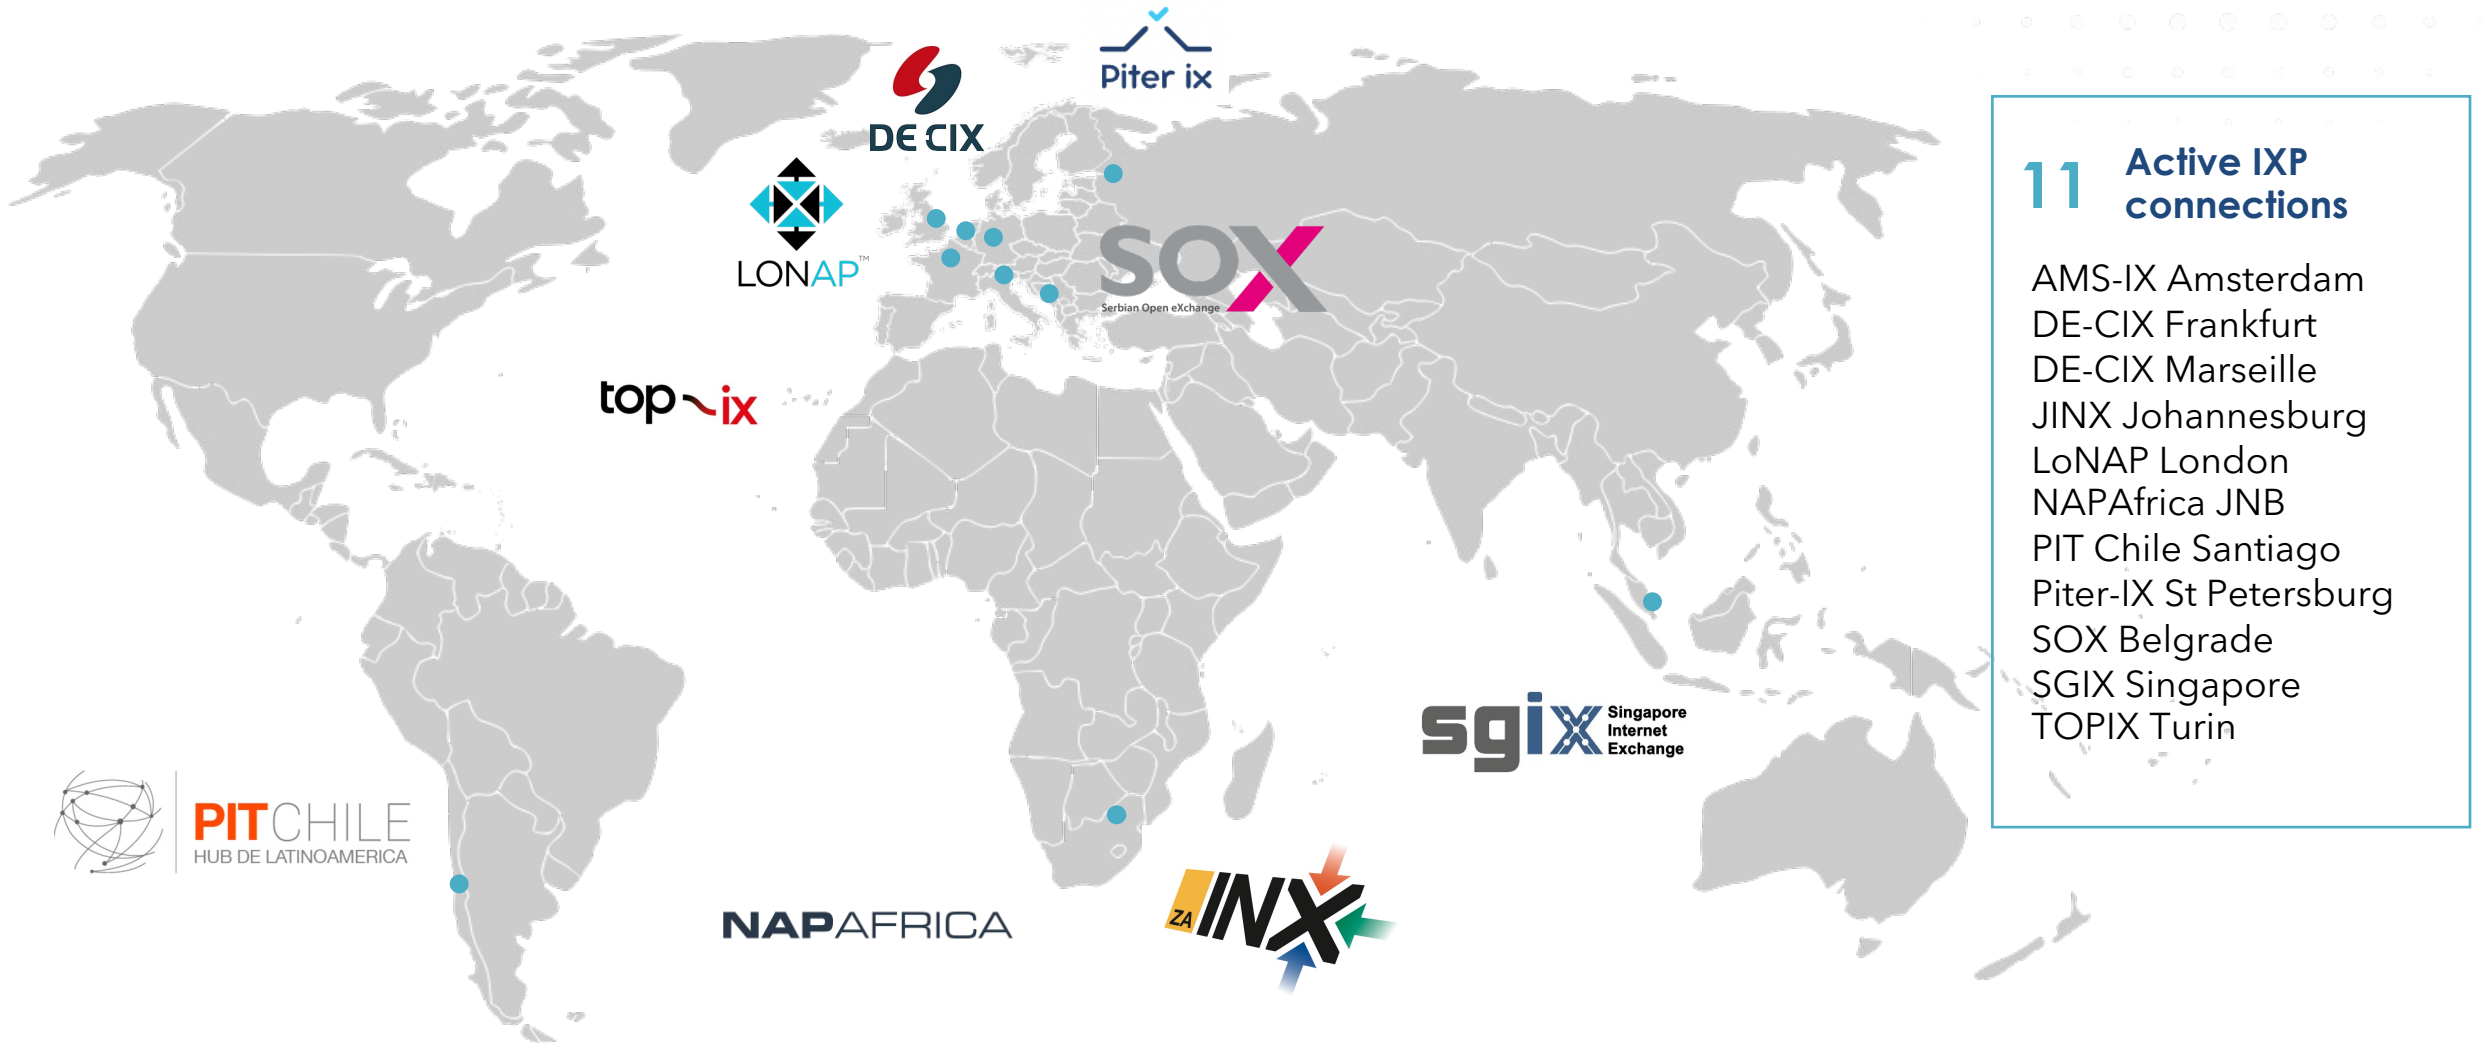 Piter ix
DE CIX
LONAP™
SOX
Serbian Open eXchange
top ix
PIT CHILE
HUB DE LATINOAMERICA
NAPAFRICA
ZA INX
sgix Singapore
Internet
Exchange
11 Active IXP
connections
AMS-IX Amsterdam
DE-CIX Frankfurt
DE-CIX Marseille
JINX Johannesburg
LoNAP London
NAPAfrica JNB
PIT Chile Santiago
Piter-IX St Petersburg
SOX Belgrade
SGIX Singapore
TOPIX Turin